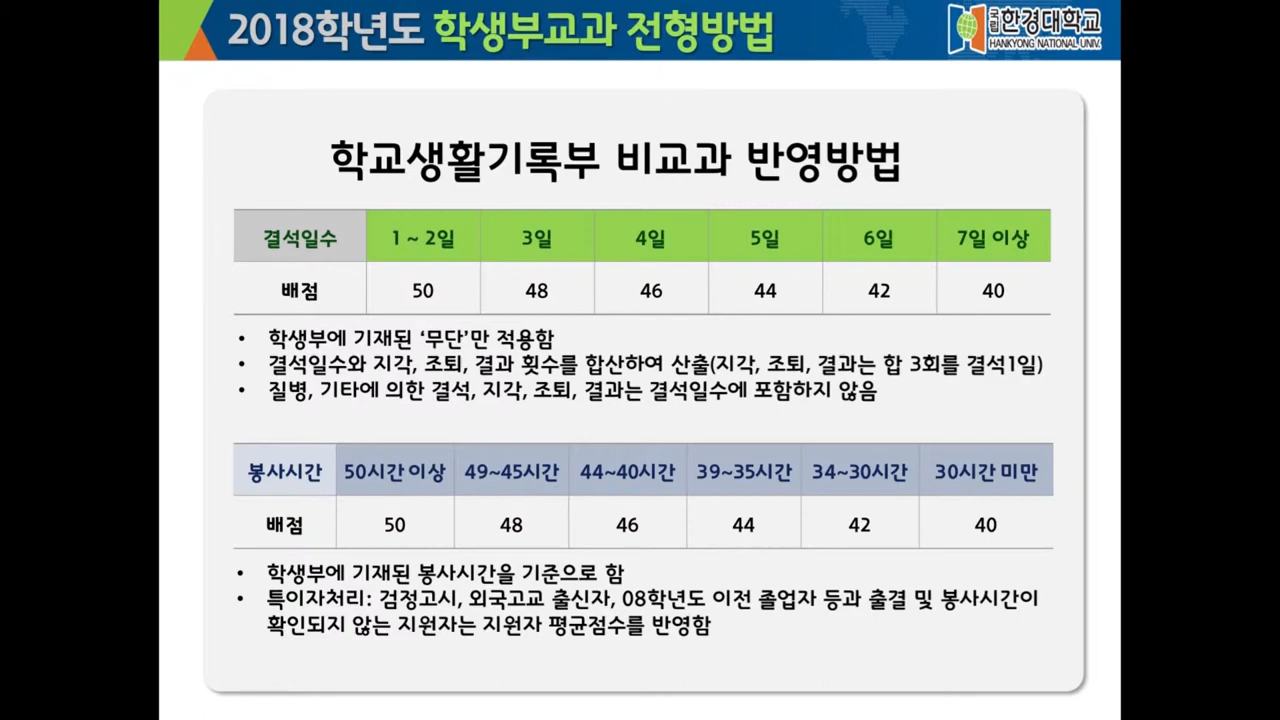 2018학년도 학생부교과 전형방법
국립한경대학교
HANKYONG NATIONAL UNIV.
학교생활기록부 비교과 반영방법
결석일수 1 ~ 2일 3일 4일 5일 6일 7일 이상
배점 50 48 46 44 42 40
• 학생부에 기재된 ‘무단’만 적용함
• 결석일수와 지각, 조퇴, 결과 횟수를 합산하여 산출(지각, 조퇴, 결과는 합 3회를 결석1일)
• 질병, 기타에 의한 결석, 지각, 조퇴, 결과는 결석일수에 포함하지 않음
봉사시간 50시간 이상 49~45시간 44~40시간 39~35시간 34~30시간 30시간 미만
배점 50 48 46 44 42 40
• 학생부에 기재된 봉사시간을 기준으로 함
• 특이자처리: 검정고시, 외국고교 출신자, 08학년도 이전 졸업자 등과 출결 및 봉사시간이
확인되지 않는 지원자는 지원자 평균점수를 반영함